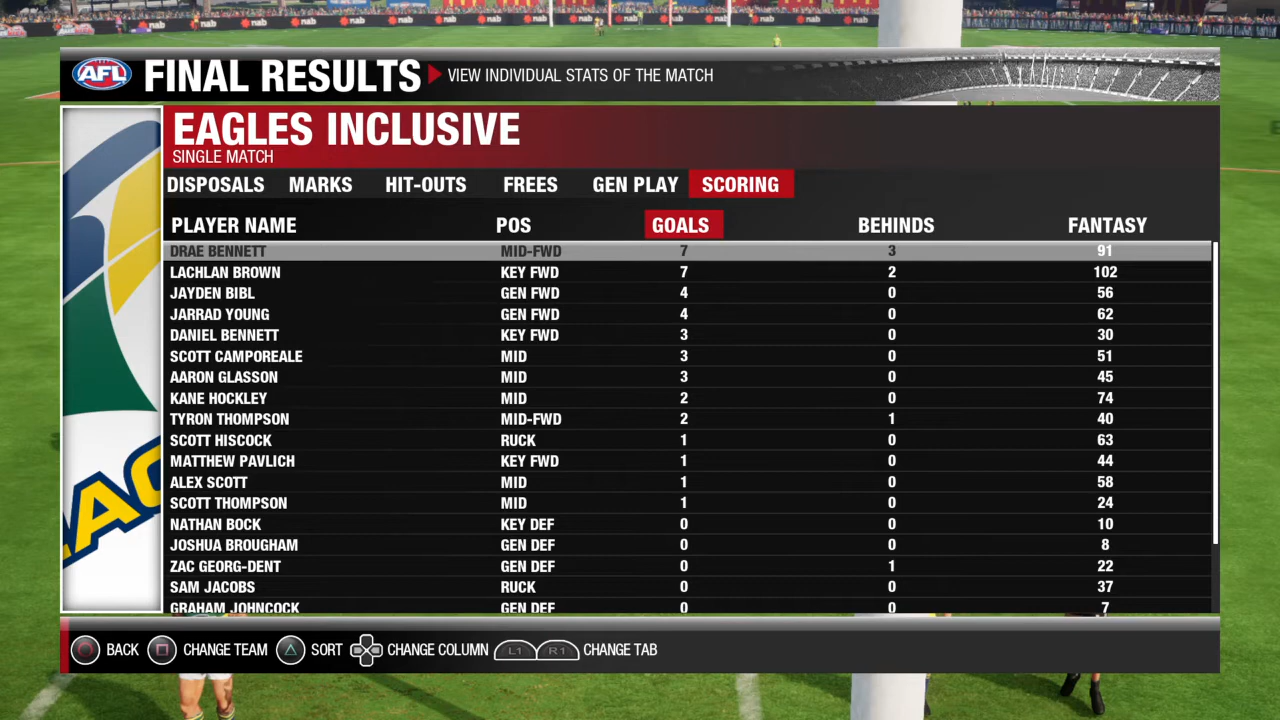 nab nab nab nab nab nab nab
AFL FINAL RESULTS VIEW INDIVIDUAL STATS OF THE MATCH
EAGLES INCLUSIVE
SINGLE MATCH
DISPOSALS MARKS HIT-OUTS FREES GEN PLAY SCORING
PLAYER NAME POS GOALS BEHINDS FANTASY
DRAE BENNETT MID-FWD 7 3 91
LACHLAN BROWN KEY FWD 7 2 102
JAYDEN BIBL GEN FWD 4 0 56
JARRAD YOUNG GEN FWD 4 0 62
DANIEL BENNETT KEY FWD 3 0 30
SCOTT CAMPOREALE MID 3 0 51
AARON GLASSON MID 3 0 45
KANE HOCKLEY MID 2 0 74
TYRON THOMPSON MID-FWD 2 1 40
SCOTT HISCOCK RUCK 1 0 63
MATTHEW PAVLICH KEY FWD 1 0 44
ALEX SCOTT MID 1 0 58
SCOTT THOMPSON MID 1 0 24
NATHAN BOCK KEY DEF 0 0 10
JOSHUA BROUGHAM GEN DEF 0 0 8
ZAC GEORG-DENT GEN DEF 0 1 22
SAM JACOBS RUCK 0 0 37
GRAHAM JOHNCOCK GEN DEF 0 0 7
BACK CHANGE TEAM SORT CHANGE COLUMN L1 R1 CHANGE TAB